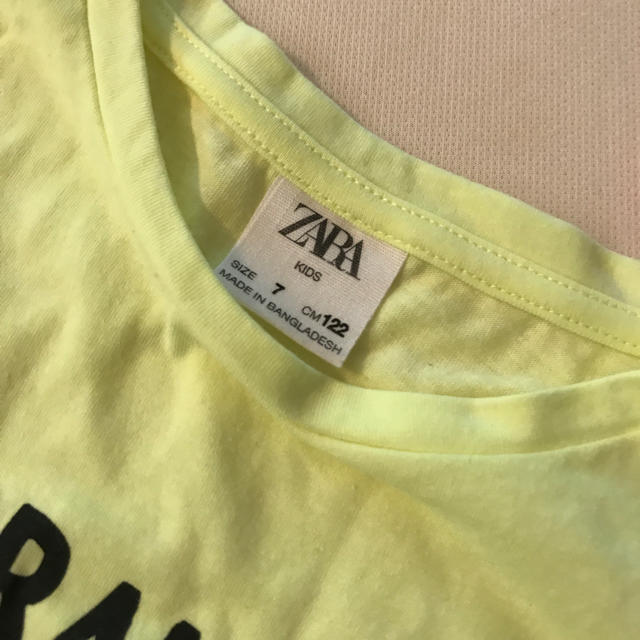 ZARA
KIDS
SIZE 7 CM 122
MADE IN BANGLADESH